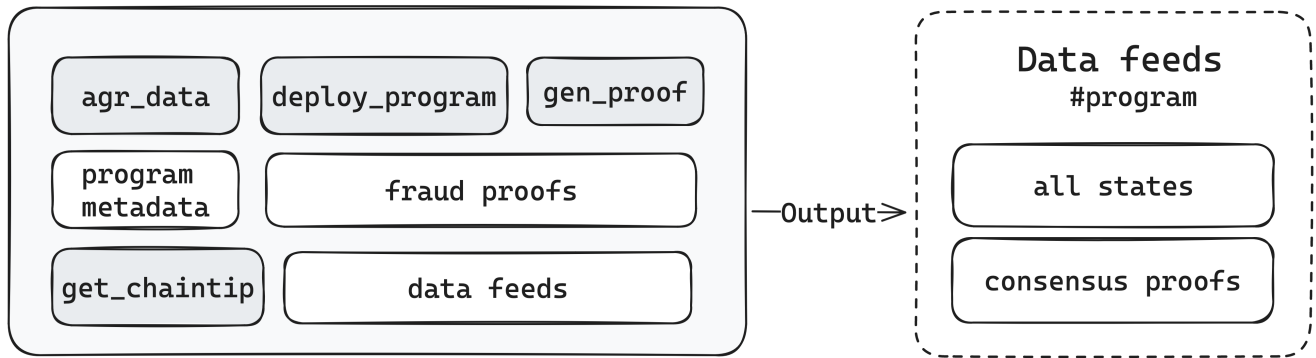 agr_data
deploy_program
gen_proof
program
metadata
fraud proofs
get_chaintip
data feeds
Output
Data feeds
#program
all states
consensus proofs